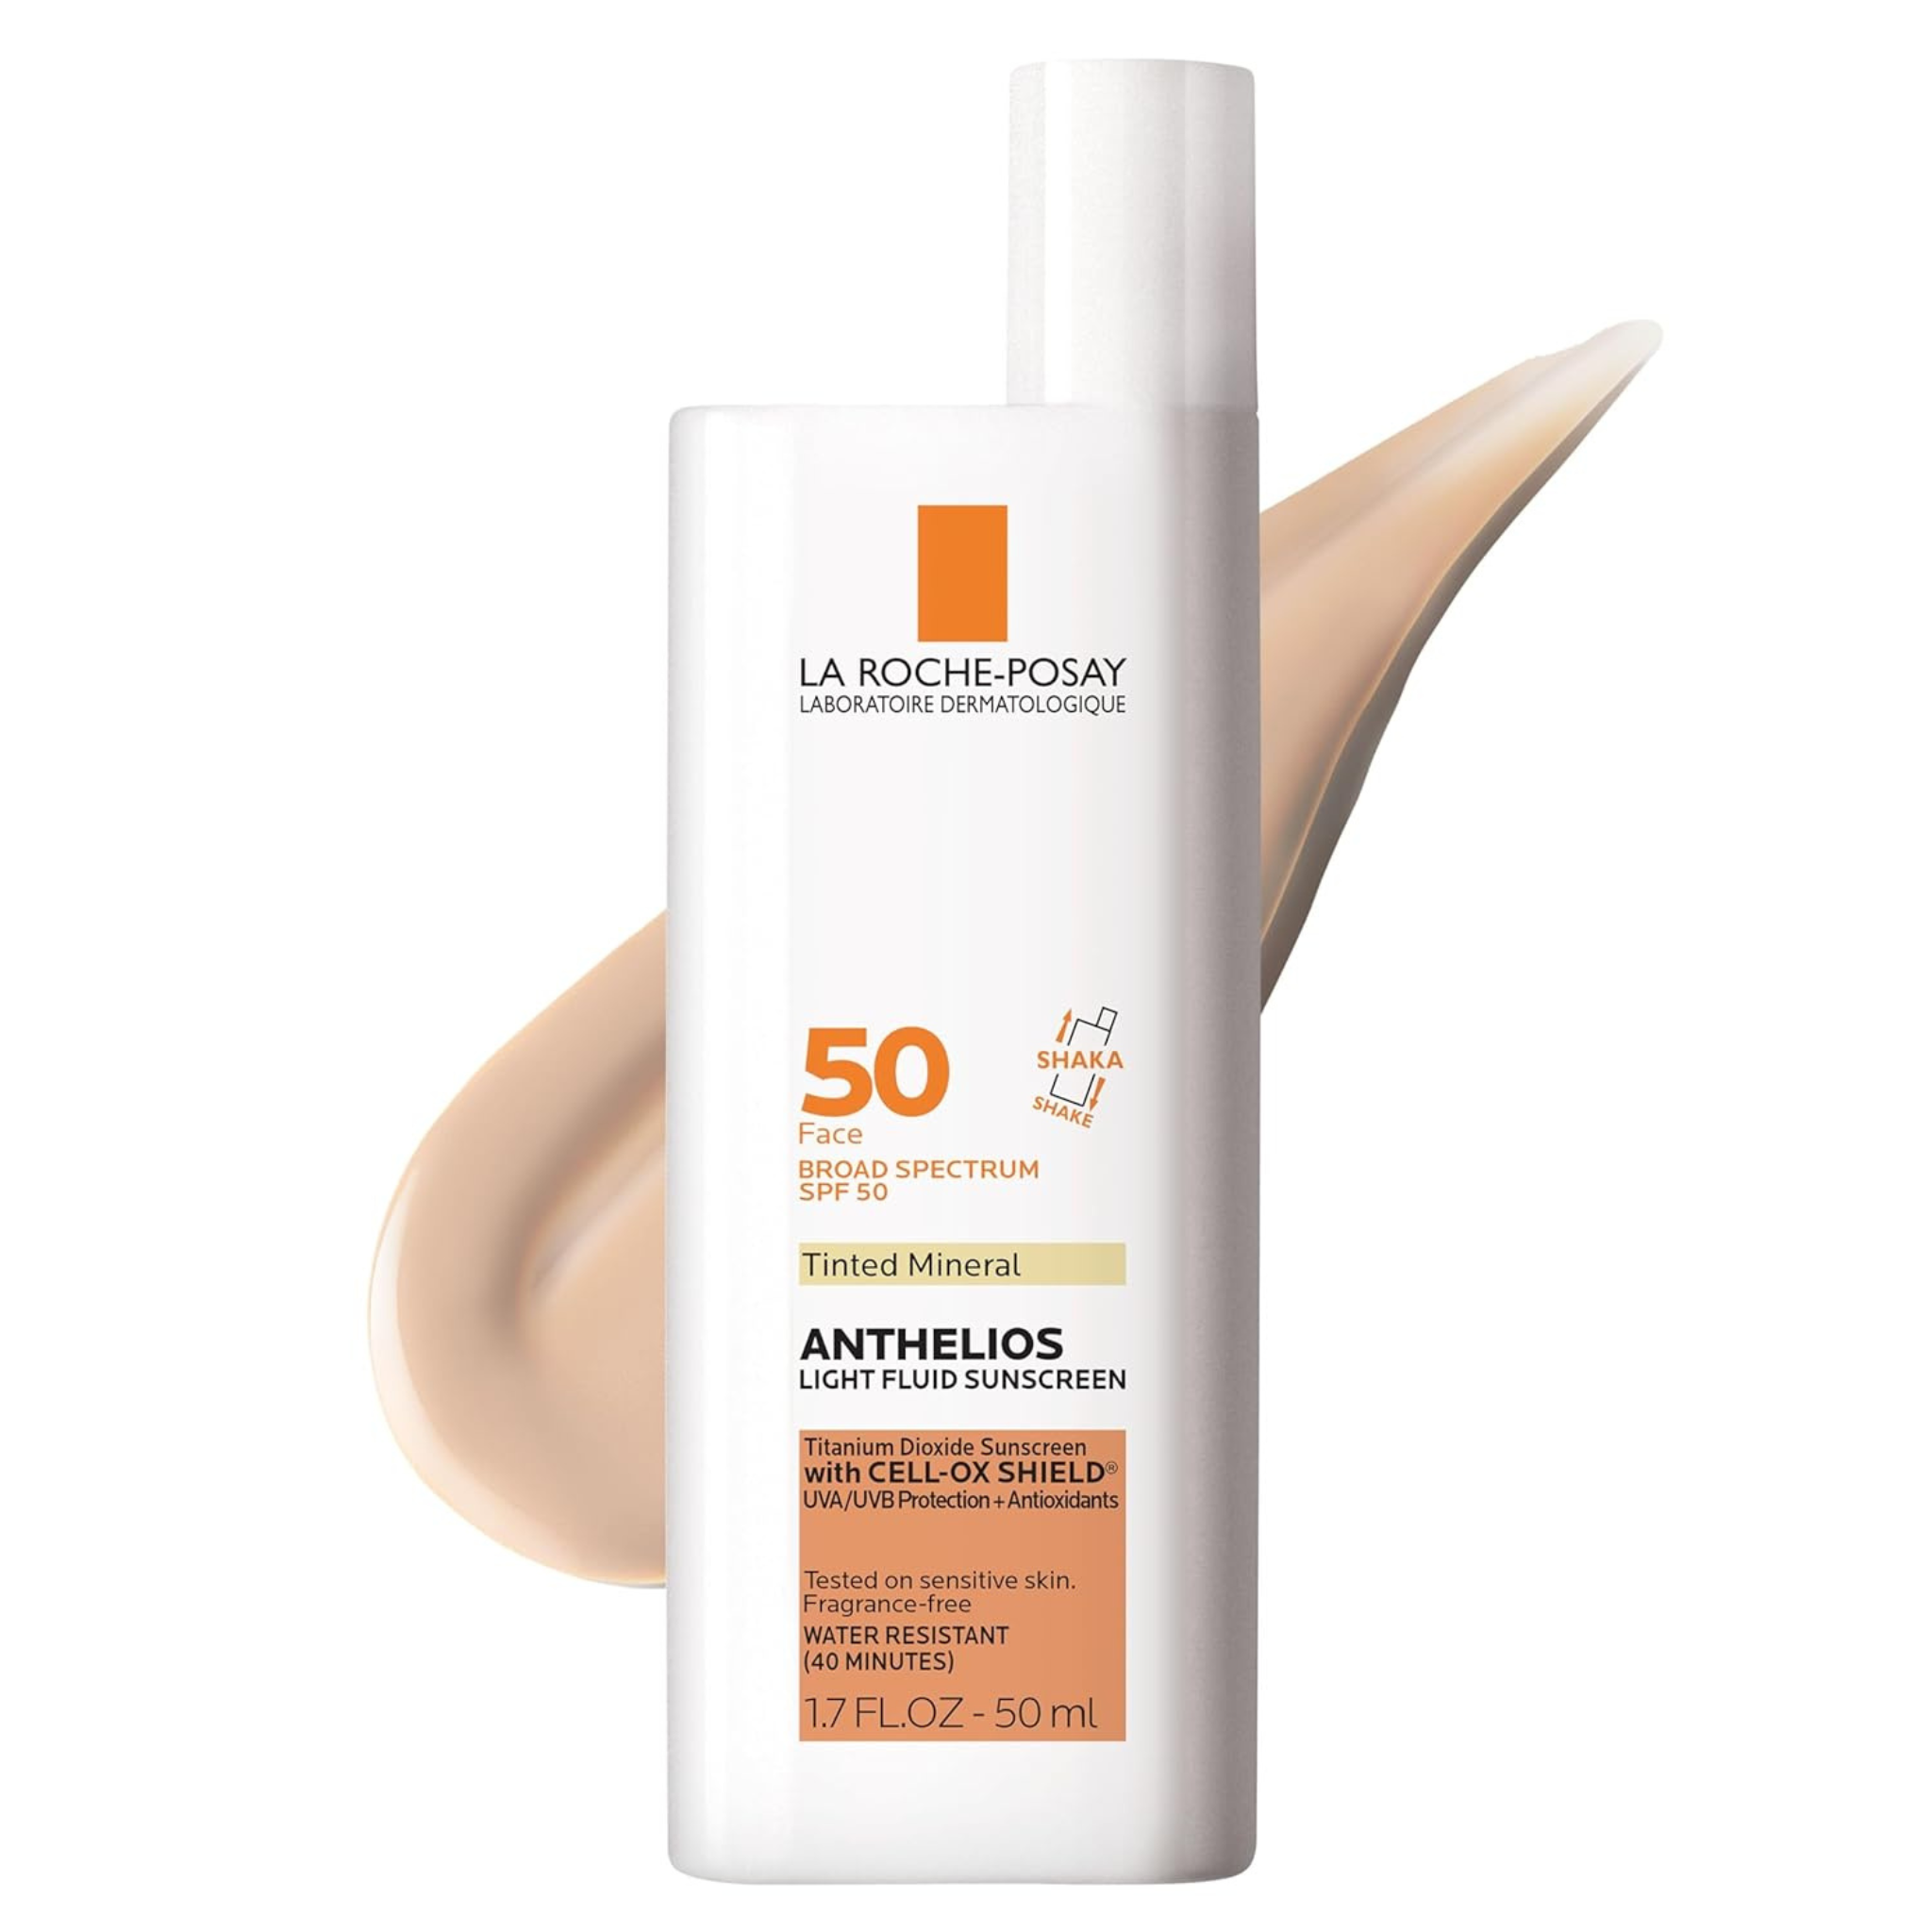 LA ROCHE-POSAY
LABORATOIRE DERMATOLOGIQUE
50
Face
BROAD SPECTRUM
SPF 50
SHAKA
SHAKE
Tinted Mineral
ANTHELIOS
LIGHT FLUID SUNSCREEN
Titanium Dioxide Sunscreen
with CELL-OX SHIELD®
UVA/UVB Protection + Antioxidants
Tested on sensitive skin.
Fragrance-free
WATER RESISTANT
(40 MINUTES)
1.7 FL.OZ - 50 ml